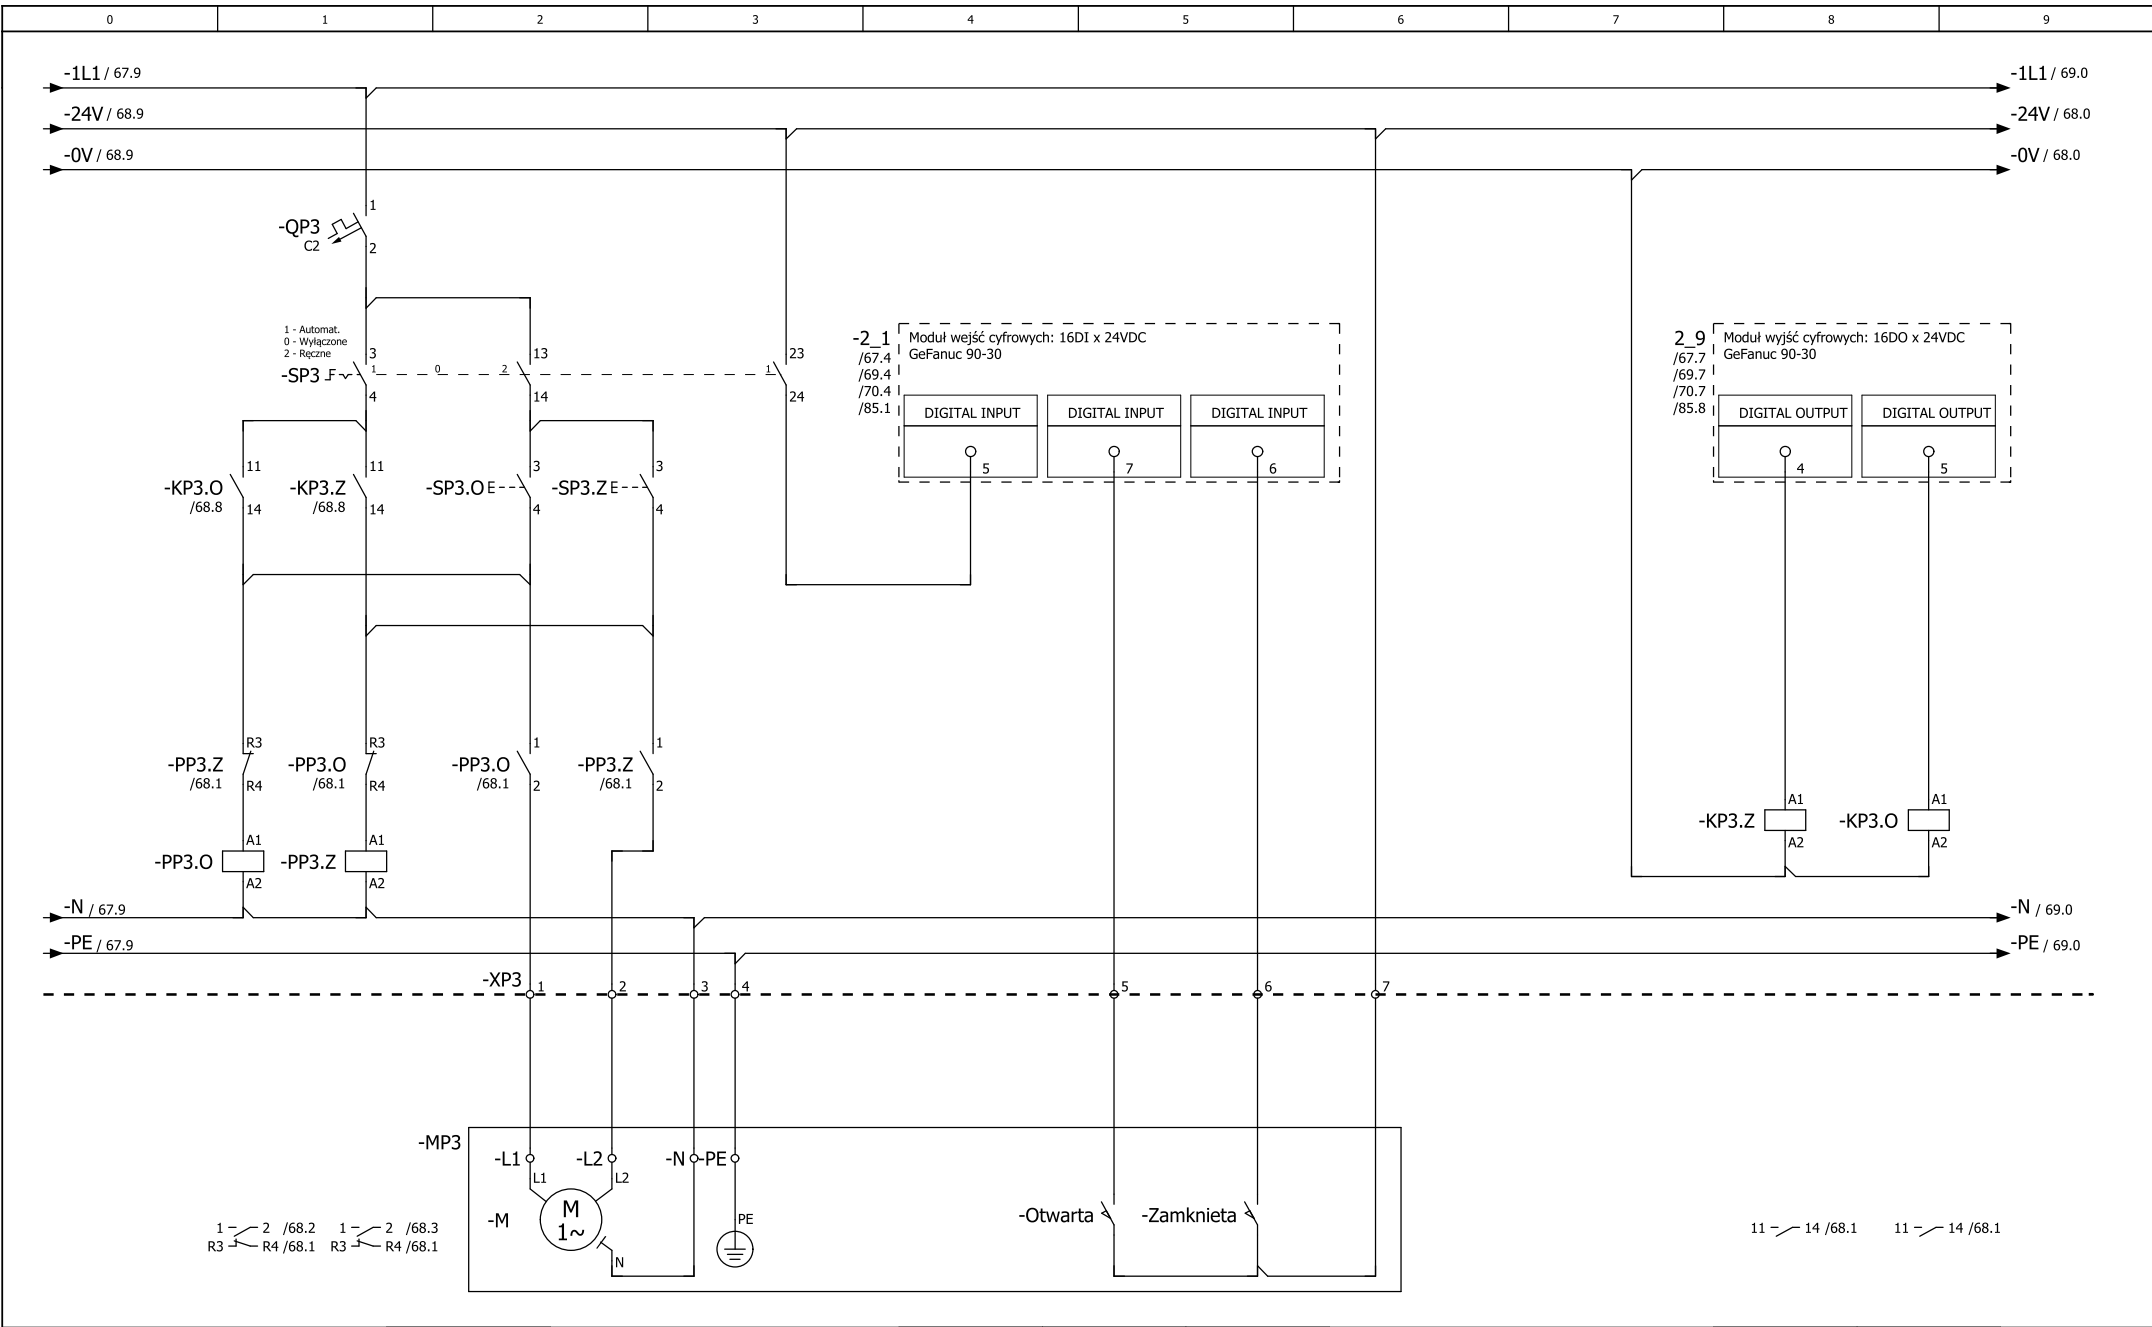 0 1 2 3 4 5 6 7 8 9
-1L1 / 67.9 -1L1 / 69.0
-24V / 68.9 -24V / 68.0
-0V / 68.9 -0V / 68.0
1
-QP3
C2
2
1 - Automat.
0 - Wyłączone
2 - Ręczne
3 13 23
-SP3 1 0 2 1
4 14 24
-2_1 Moduł wejść cyfrowych: 16DI x 24VDC
/67.4 GeFanuc 90-30
/69.4
/70.4
/85.1
DIGITAL INPUT DIGITAL INPUT DIGITAL INPUT
5 7 6
2_9 Moduł wyjść cyfrowych: 16DO x 24VDC
/67.7 GeFanuc 90-30
/69.7
/70.7
/85.8
DIGITAL OUTPUT DIGITAL OUTPUT
4 5
11 11 3 3
-KP3.O -KP3.Z -SP3.O E -SP3.Z E
/68.8 /68.8
14 14 4 4
R3 R3 1 1
-PP3.Z -PP3.O -PP3.O -PP3.Z
/68.1 /68.1 /68.1 /68.1
R4 R4 2 2
A1 A1
-KP3.Z -KP3.O
A2 A2
A1 A1
-PP3.O -PP3.Z
A2 A2
-N / 67.9 -N / 69.0
-PE / 67.9 -PE / 69.0
-XP3 1 2 3 4 5 6 7
-MP3
-L1 -L2 -N -PE
L1 L2
-M M
1~
PE
N
-Otwarta -Zamknieta
1 2 /68.2 1 2 /68.3
R3 R4 /68.1 R3 R4 /68.1
11 14 /68.1 11 14 /68.1